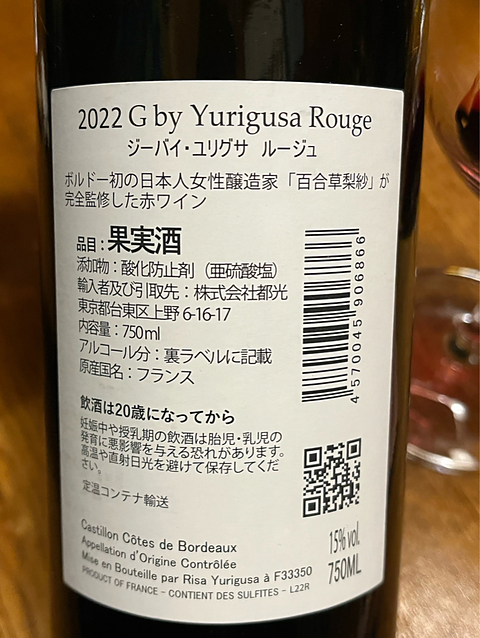 2022 G by Yurigusa Rouge
ジーバイ・ユリグサ ルージュ
ボルドー初の日本人女性醸造家「百合草梨紗」が
完全監修した赤ワイン
品目：果実酒
添加物：酸化防止剤（亜硫酸塩）
輸入者及び引取先：株式会社都光
東京都台東区上野 6-16-17
内容量：750ml
アルコール分：裏ラベルに記載
原産国名：フランス
4 570045 906866
飲酒は20歳になってから
妊娠中や授乳期の飲酒は胎児・乳児の
発育に悪影響を与える恐れがあります。
高温や直射日光を避けて保存してくだ
さい。
定温コンテナ輸送
Castillon Côtes de Bordeaux
Appellation d'Origine Contrôlée
Mise en Bouteille par Risa Yurigusa à F33350
PRODUCT OF FRANCE - CONTIENT DES SULFITES - L22R
15% vol.
750ML